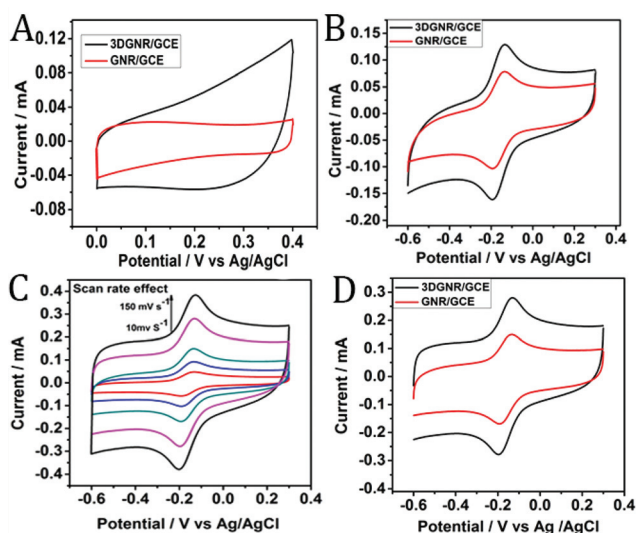 A
3DGNR/GCE
GNR/GCE
0.12
0.08
0.04
0.00
-0.04
-0.08
Current / mA
0.0
0.1
0.2
0.3
0.4
Potential / V vs Ag/AgCl
B
3DGNR/GCE
GNR/GCE
0.15
0.10
0.05
0.00
-0.05
-0.10
-0.15
-0.20
Current / mA
-0.6
-0.4
-0.2
0.0
0.2
0.4
Potential / V vs Ag/AgCl
C
Scan rate effect
150 mV s-1
10mv S-1
0.4
0.3
0.2
0.1
0.0
0.1
0.2
0.3
0.4
Current / mA
-0.6
-0.4
-0.2
0.0
0.2
0.4
Potential / V vs Ag/AgCl
D
3DGNR/GCE
GNR/GCE
0.3
0.2
0.1
0.0
-0.1
-0.2
-0.3
-0.4
Current / mA
-0.6
-0.4
-0.2
0.0
0.2
0.4
Potential / V vs Ag /AgCl